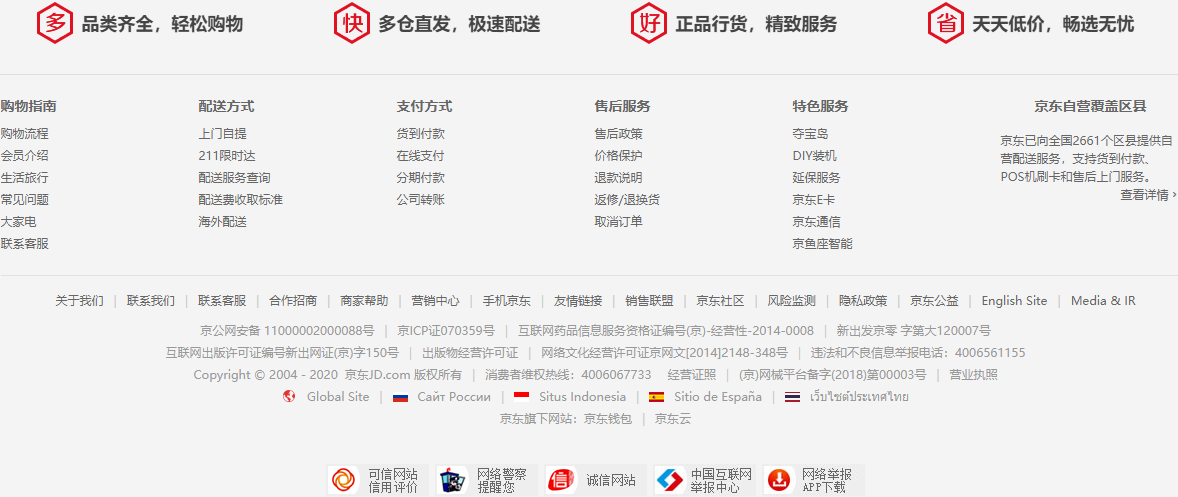 多 品类齐全，轻松购物 快 多仓直发，极速配送 好 正品行货，精致服务 省 天天低价，畅选无忧
购物指南
购物流程
会员介绍
生活旅行
常见问题
大家电
联系客服
配送方式
上门自提
211限时达
配送服务查询
配送费收取标准
海外配送
支付方式
货到付款
在线支付
分期付款
公司转账
售后服务
售后政策
价格保护
退款说明
返修/退换货
取消订单
特色服务
夺宝岛
DIY装机
延保服务
京东E卡
京东通信
京鱼座智能
京东自营覆盖区县
京东已向全国2661个区县提供自
营配送服务，支持货到付款、
POS机刷卡和售后上门服务。
查看详情 ›
关于我们 | 联系我们 | 联系客服 | 合作招商 | 商家帮助 | 营销中心 | 手机京东 | 友情链接 | 销售联盟 | 京东社区 | 风险监测 | 隐私政策 | 京东公益 | English Site | Media & IR
京公网安备 11000002000088号 | 京ICP证070359号 | 互联网药品信息服务资格证编号(京)-经营性-2014-0008 | 新出发京零 字第大120007号
互联网出版许可证编号新出网证(京)字150号 | 出版物经营许可证 | 网络文化经营许可证京网文[2014]2148-348号 | 违法和不良信息举报电话：4006561155
Copyright © 2004 - 2020 京东JD.com 版权所有 | 消费者维权热线：4006067733 经营证照 | (京)网械平台备字(2018)第00003号 | 营业执照
Global Site | Сайт России | Situs Indonesia | Sitio de España | เว็บไซต์ประเทศไทย
京东旗下网站：京东钱包 | 京东云
可信网站
信用评价
网络警察
提醒您
信 诚信网站
中国互联网
举报中心
网络举报
APP下载